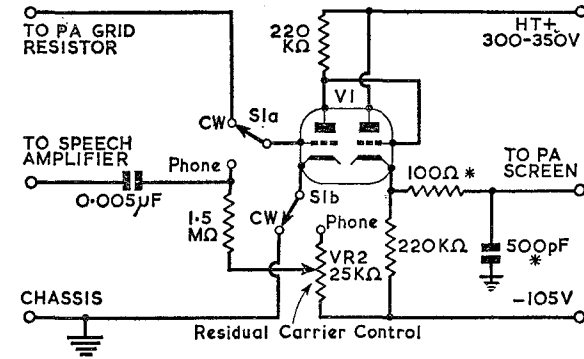 TO PA GRID
RESISTOR
220
KΩ
HT+
300-350V
V1
S1a
CW
TO SPEECH
AMPLIFIER
Phone
0.005μF
S1b
CW
Phone
1.5
MΩ
VR2
25KΩ
100Ω *
TO PA
SCREEN
220KΩ
500pF
*
CHASSIS
-105V
Residual Carrier Control